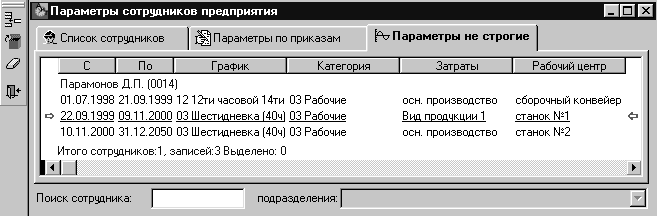 Параметры сотрудников предприятия
Список сотрудников Параметры по приказам Параметры не строгие
С По График Категория Затраты Рабочий центр
Парамонов Д.П. (0014)
01.07.1998 21.09.1999 12 12ти часовой 14ти 03 Рабочие осн. производство сборочный конвейер
22.09.1999 09.11.2000 03 Шестидневка (40ч) 03 Рабочие Вид продукции 1 станок №1
10.11.2000 31.12.2050 03 Шестидневка (40ч) 03 Рабочие осн. производство станок №2
Итого сотрудников:1, записей:3 Выделено: 0
Поиск сотрудника: подразделения: